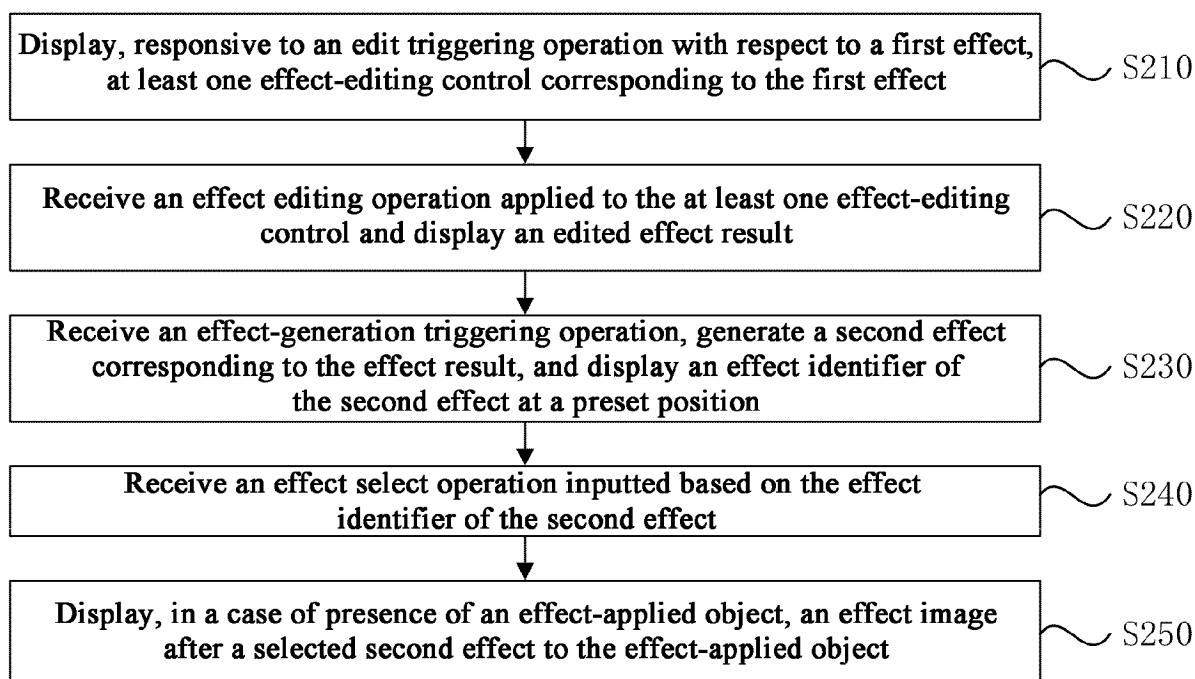 Display, responsive to an edit triggering operation with respect to a first effect,
at least one effect-editing control corresponding to the first effect
S210
Receive an effect editing operation applied to the at least one effect-editing
control and display an edited effect result
S220
Receive an effect-generation triggering operation, generate a second effect
corresponding to the effect result, and display an effect identifier of
the second effect at a preset position
S230
Receive an effect select operation inputted based on the effect
identifier of the second effect
S240
Display, in a case of presence of an effect-applied object, an effect image
after a selected second effect to the effect-applied object
S250